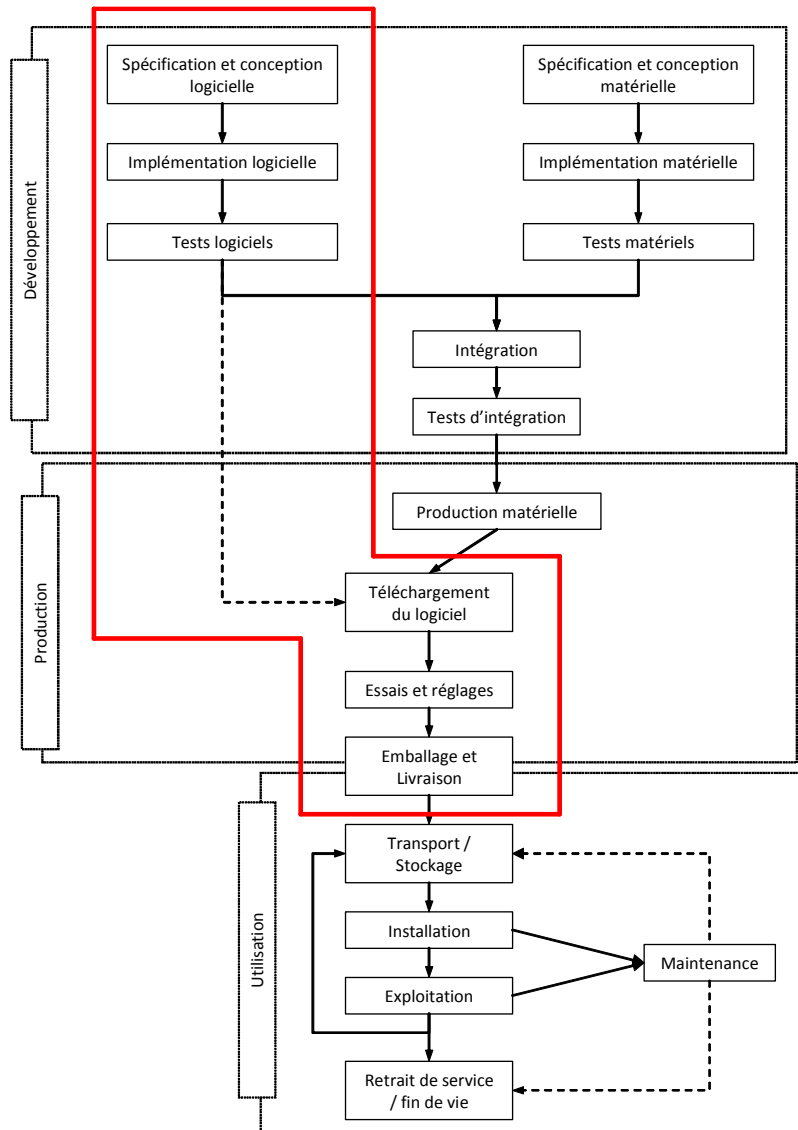 Développement
Spécification et conception
logicielle
Spécification et conception
matérielle
Implémentation logicielle
Implémentation matérielle
Tests logiciels
Tests matériels
Intégration
Tests d'intégration
Production
Production matérielle
Téléchargement
du logiciel
Essais et réglages
Emballage et
Livraison
Utilisation
Transport /
Stockage
Installation
Maintenance
Exploitation
Retrait de service
/ fin de vie